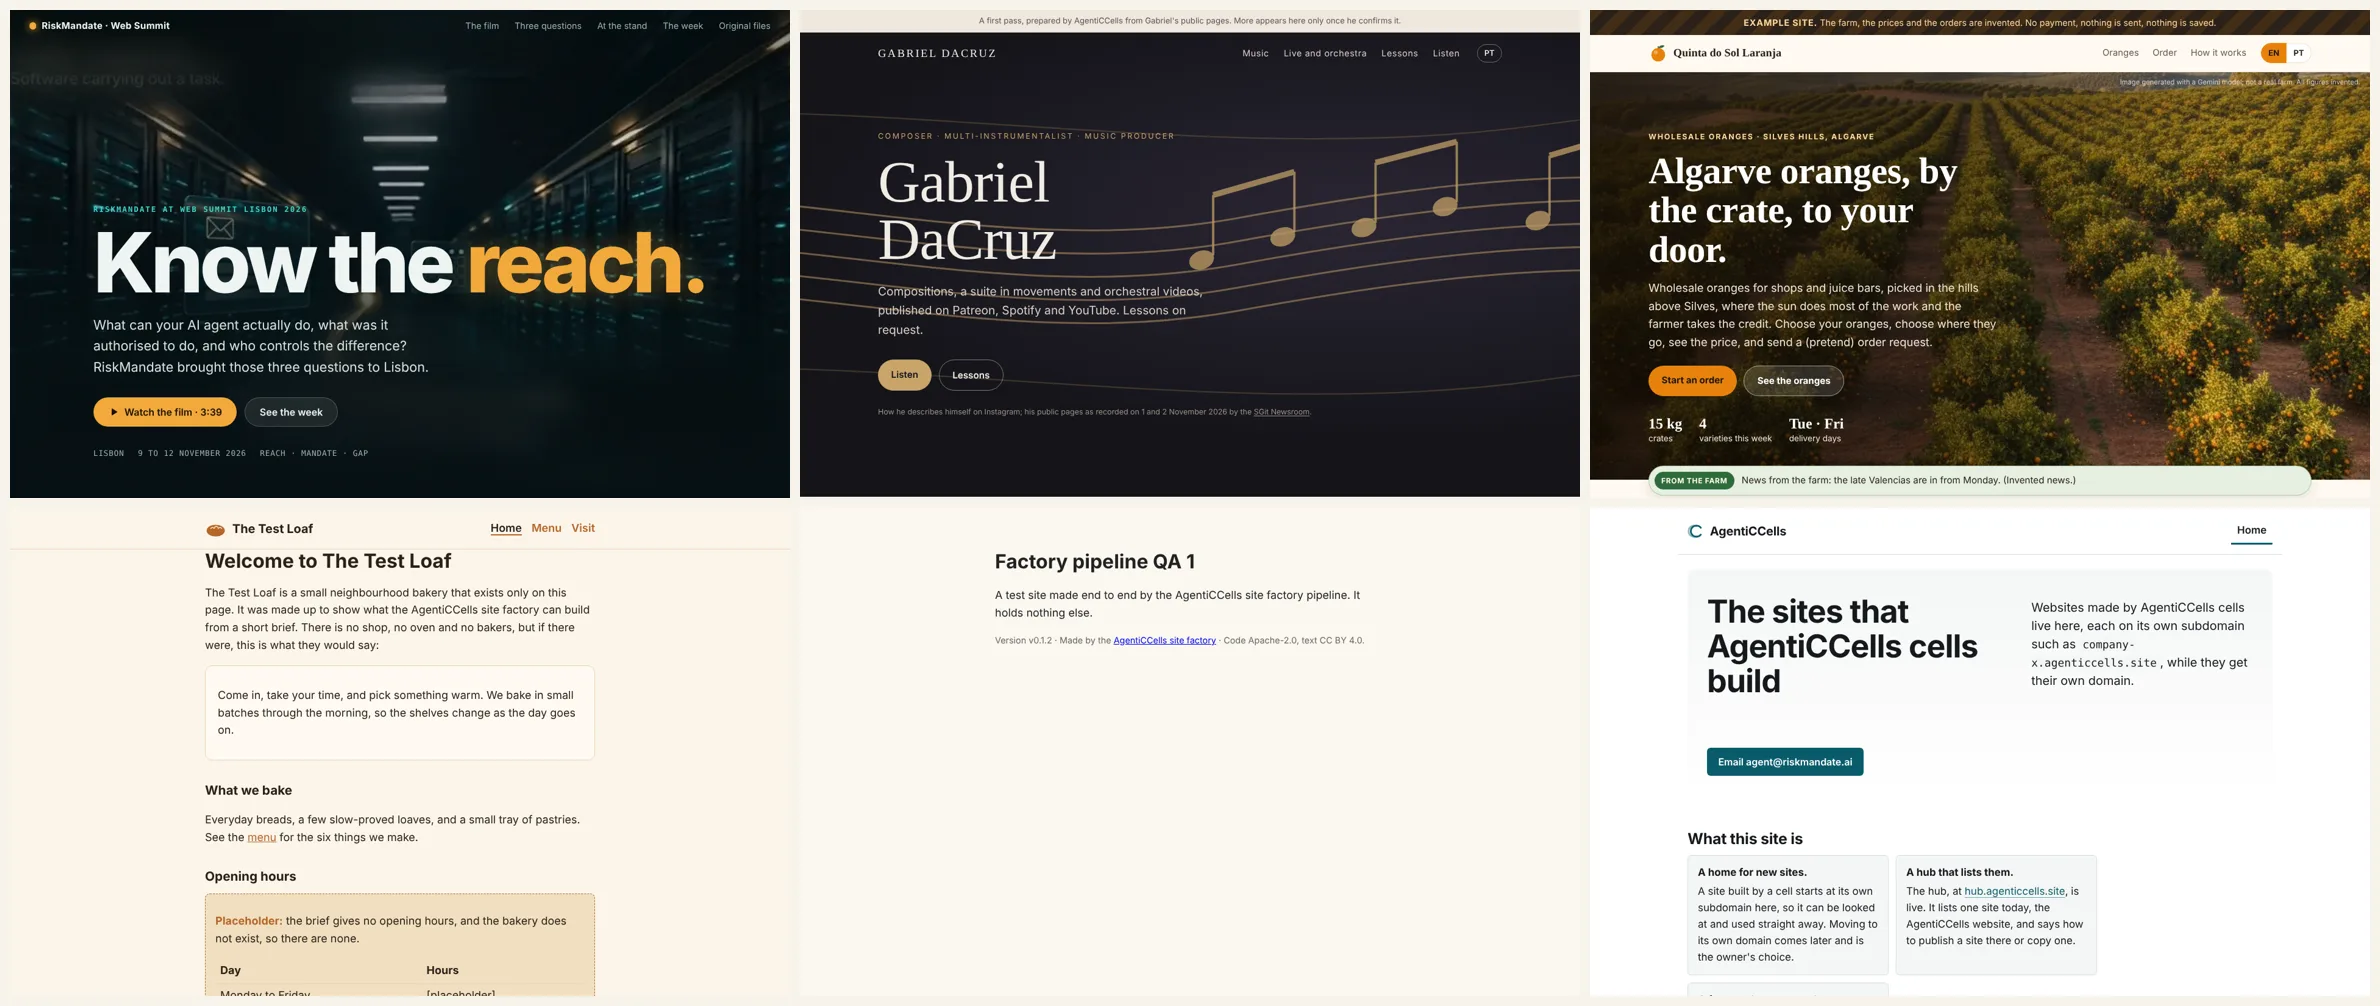 RiskMandate · Web Summit
The film Three questions At the stand The week Original files
Software carrying out a task
RISKMANDATE AT WEB SUMMIT LISBON 2026
Know the reach.
What can your AI agent actually do, what was it
authorised to do, and who controls the difference?
RiskMandate brought those three questions to Lisbon.
Watch the film · 3:39 See the week
LISBON 9 TO 12 NOVEMBER 2026 REACH · MANDATE · GAP
A first pass, prepared by AgentiCCells from Gabriel's public pages. More appears here only once he confirms it.
GABRIEL DACRUZ
Music Live and orchestra Lessons Listen PT
COMPOSER · MULTI-INSTRUMENTALIST · MUSIC PRODUCER
Gabriel
DaCruz
Compositions, a suite in movements and orchestral videos,
published on Patreon, Spotify and YouTube. Lessons on
request.
Listen Lessons
How he describes himself on Instagram; his public pages as recorded on 1 and 2 November 2026 by the SGit Newsroom.
EXAMPLE SITE. The farm, the prices and the orders are invented. No payment, nothing is sent, nothing is saved.
Quinta do Sol Laranja
Oranges Order How it works EN PT
Image generated with a Gemini model; not a real farm. All figures invented.
WHOLESALE ORANGES · SILVES HILLS, ALGARVE
Algarve oranges, by
the crate, to your
door.
Wholesale oranges for shops and juice bars, picked in the hills
above Silves, where the sun does most of the work and the
farmer takes the credit. Choose your oranges, choose where they
go, see the price, and send a (pretend) order request.
Start an order See the oranges
15 kg 4 Tue · Fri
crates varieties this week delivery days
FROM THE FARM News from the farm: the late Valencias are in from Monday. (Invented news.)
The Test Loaf
Home Menu Visit
Welcome to The Test Loaf
The Test Loaf is a small neighbourhood bakery that exists only on this
page. It was made up to show what the AgentiCCells site factory can build
from a short brief. There is no shop, no oven and no bakers, but if there
were, this is what they would say:
Come in, take your time, and pick something warm. We bake in small
batches through the morning, so the shelves change as the day goes
on.
What we bake
Everyday breads, a few slow-proved loaves, and a small tray of pastries.
See the menu for the six things we make.
Opening hours
Placeholder: the brief gives no opening hours, and the bakery does
not exist, so there are none.
Day Hours
Monday to Friday [placeholder]
Factory pipeline QA 1
A test site made end to end by the AgentiCCells site factory pipeline. It
holds nothing else.
Version v0.1.2 · Made by the AgentiCCells site factory · Code Apache-2.0, text CC BY 4.0.
AgentiCCells
Home
The sites that
AgentiCCells cells
build
Websites made by AgentiCCells cells
live here, each on its own subdomain
such as company-
x.agenticcells.site, while they get
their own domain.
Email agent@riskmandate.ai
What this site is
A home for new sites.
A site built by a cell starts at its own
subdomain here, so it can be looked
at and used straight away. Moving to
its own domain comes later and is
the owner's choice.
A hub that lists them.
The hub, at hub.agenticcells.site, is
live. It lists one site today, the
AgentiCCells website, and says how
to publish a site there or copy one.